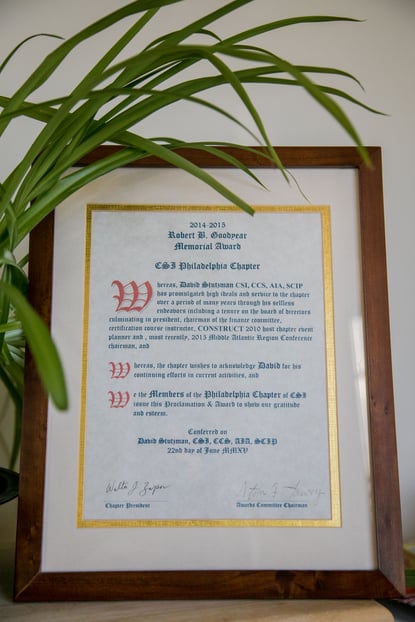 2014-2015
Robert B. Goodyear
Memorial Award
CSI Philadelphia Chapter
Whereas, David Stutzman CSI, CCS, AIA, SCIP
has promulgated high ideals and service to the chapter
over a period of many years through his selfless
endeavors including a tenure on the board of directors
culminating in president, chairman of the finance committee,
certification course instructor, CONSTRUCT 2010 host chapter event
planner and , most recently, 2015 Middle Atlantic Region Conference
chairman, and
Whereas, the chapter wishes to acknowledge David for his
continuing efforts in current activities, and
We the Members of the Philadelphia Chapter of CSI
issue this Proclamation & Award to show our gratitude
and esteem.
Conferred on
David Stutzman, CSI, CCS, AIA, SCIP
22nd day of June MMXV
Chapter President
Awards Committee Chairman